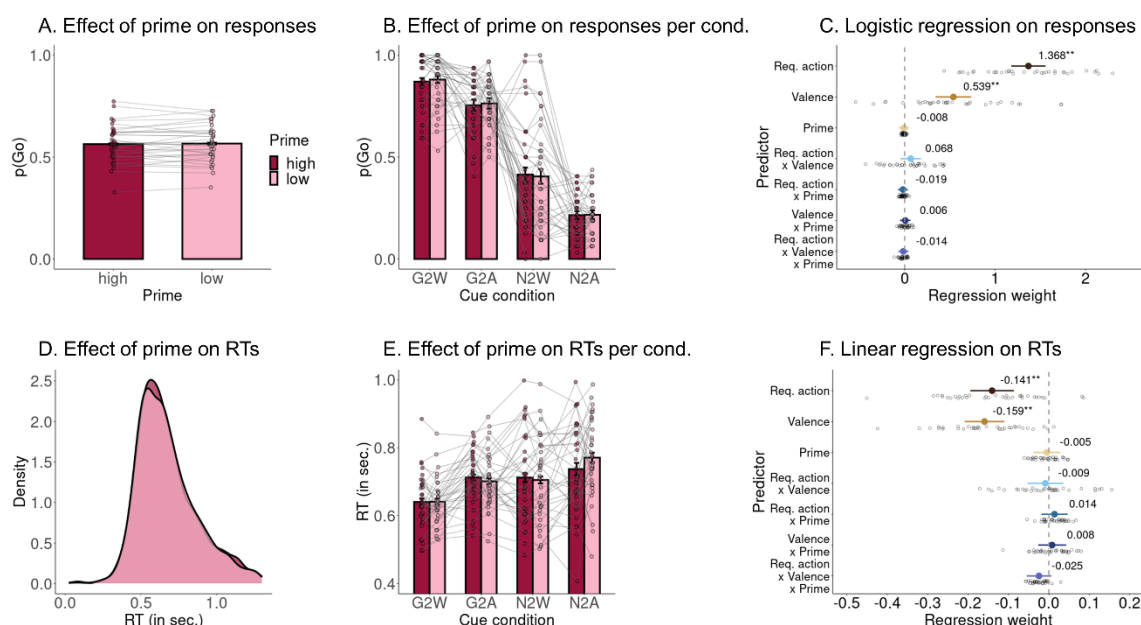 A. Effect of prime on responses
1.0
0.5
0.0
p(Go)
high
low
Prime
Prime
high
low
B. Effect of prime on responses per cond.
1.0
0.5
0.0
p(Go)
G2W
G2A
N2W
N2A
Cue condition
C. Logistic regression on responses
Predictor
Req. action
1.368**
Valence
0.539**
Prime
-0.008
Req. action
x Valence
0.068
Req. action
x Prime
-0.019
Valence
x Prime
0.006
Req. action
x Valence
x Prime
-0.014
0
1
2
Regression weight
D. Effect of prime on RTs
2.5
2.0
1.5
1.0
0.5
0.0
Density
0.0
0.5
1.0
RT (in sec.)
E. Effect of prime on RTs per cond.
1.0
0.8
0.6
0.4
RT (in sec.)
G2W
G2A
N2W
N2A
Cue condition
F. Linear regression on RTs
Predictor
Req. action
-0.141**
Valence
-0.159**
Prime
-0.005
Req. action
x Valence
-0.009
Req. action
x Prime
0.014
Valence
x Prime
0.008
Req. action
x Valence
x Prime
-0.025
-0.5
-0.4
-0.3
-0.2
-0.1
0.0
0.1
0.2
Regression weight